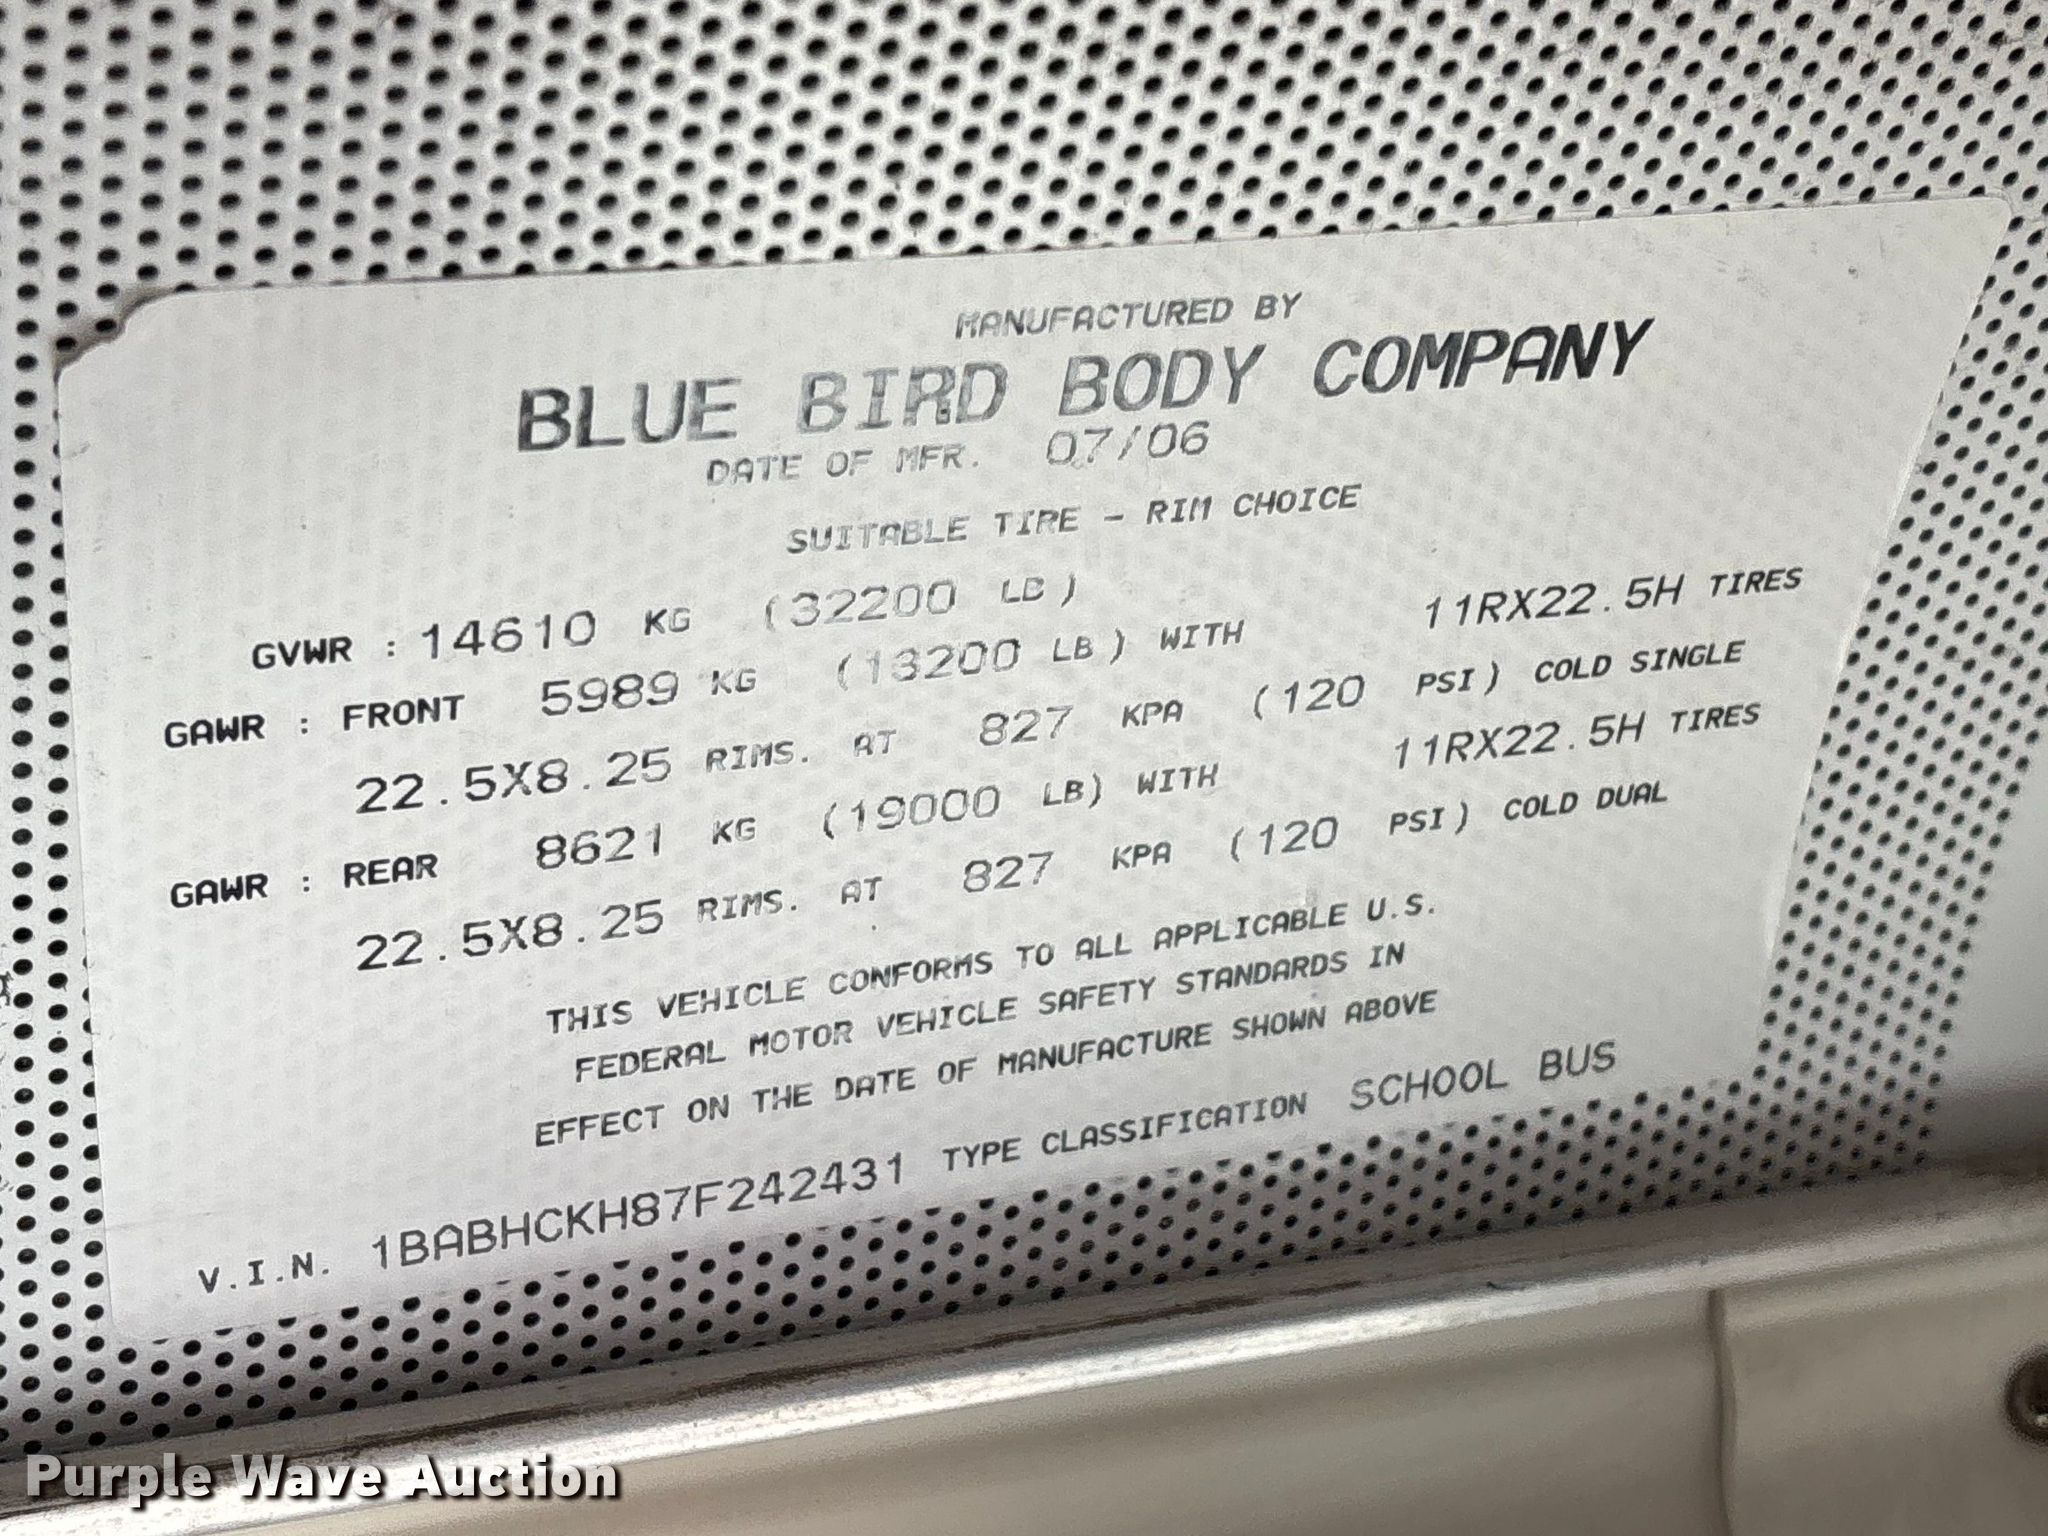 MANUFACTURED BY
BLUE BIRD BODY COMPANY
DATE OF MFR. 07/06
SUITABLE TIRE - RIM CHOICE
GVWR : 14610 KG (32200 LB)
GAWR : FRONT 5989 KG (13200 LB) WITH 11RX22.5H TIRES
22.5X8.25 RIMS. AT 827 KPA (120 PSI) COLD SINGLE
GAWR : REAR 8621 KG (19000 LB) WITH 11RX22.5H TIRES
22.5X8.25 RIMS. AT 827 KPA (120 PSI) COLD DUAL
THIS VEHICLE CONFORMS TO ALL APPLICABLE U.S.
FEDERAL MOTOR VEHICLE SAFETY STANDARDS IN
EFFECT ON THE DATE OF MANUFACTURE SHOWN ABOVE
V.I.N. 1BABHCKH87F242431 TYPE CLASSIFICATION SCHOOL BUS
Purple Wave Auction